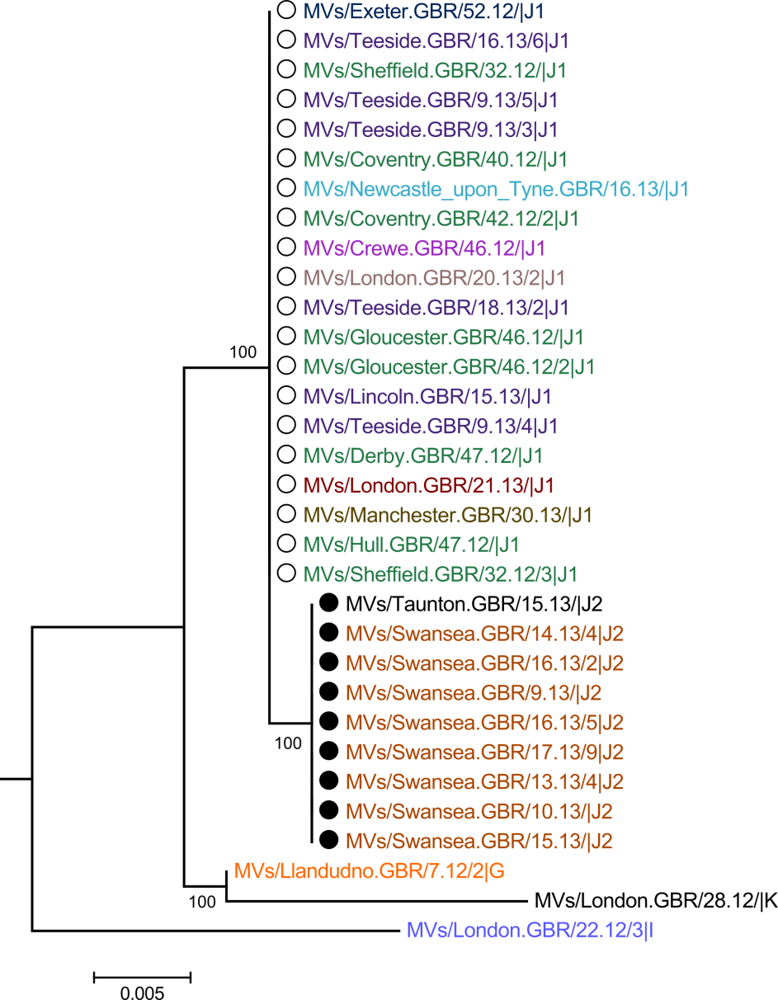 MVs/Exeter.GBR/52.12/|J1
MVs/Teeside.GBR/16.13/6|J1
MVs/Sheffield.GBR/32.12/|J1
MVs/Teeside.GBR/9.13/5|J1
MVs/Teeside.GBR/9.13/3|J1
MVs/Coventry.GBR/40.12/|J1
MVs/Newcastle_upon_Tyne.GBR/16.13/|J1
MVs/Coventry.GBR/42.12/2|J1
MVs/Crewe.GBR/46.12/|J1
MVs/London.GBR/20.13/2|J1
MVs/Teeside.GBR/18.13/2|J1
MVs/Gloucester.GBR/46.12/|J1
100
MVs/Gloucester.GBR/46.12/2|J1
MVs/Lincoln.GBR/15.13/|J1
MVs/Teeside.GBR/9.13/4|J1
MVs/Derby.GBR/47.12/|J1
MVs/London.GBR/21.13/|J1
MVs/Manchester.GBR/30.13/|J1
MVs/Hull.GBR/47.12/|J1
MVs/Sheffield.GBR/32.12/3|J1
MVs/Taunton.GBR/15.13/|J2
MVs/Swansea.GBR/14.13/4|J2
MVs/Swansea.GBR/16.13/2|J2
MVs/Swansea.GBR/9.13/|J2
MVs/Swansea.GBR/16.13/5|J2
100
MVs/Swansea.GBR/17.13/9|J2
MVs/Swansea.GBR/13.13/4|J2
MVs/Swansea.GBR/10.13/|J2
MVs/Swansea.GBR/15.13/|J2
MVs/Llandudno.GBR/7.12/2|G
100
MVs/London.GBR/28.12/|K
MVs/London.GBR/22.12/3|I
0.005